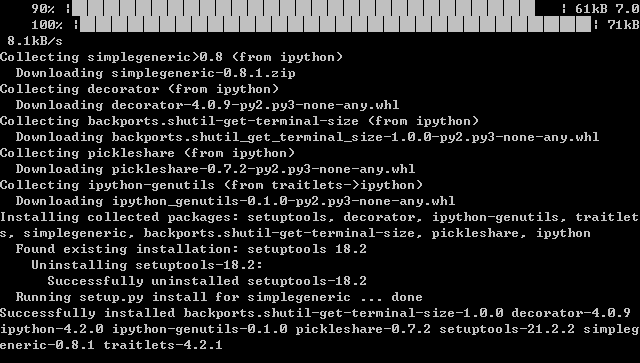 90% ¦ ¦ 61kB 7.0
100% ¦ ¦ 71kB
8.1kB/s
Collecting simplegeneric>0.8 (from ipython)
Downloading simplegeneric-0.8.1.zip
Collecting decorator (from ipython)
Downloading decorator-4.0.9-py2.py3-none-any.whl
Collecting backports.shutil-get-terminal-size (from ipython)
Downloading backports.shutil_get_terminal_size-1.0.0-py2.py3-none-any.whl
Collecting pickleshare (from ipython)
Downloading pickleshare-0.7.2-py2.py3-none-any.whl
Collecting ipython-genutils (from traitlets->ipython)
Downloading ipython_genutils-0.1.0-py2.py3-none-any.whl
Installing collected packages: setuptools, decorator, ipython-genutils, traitlet
s, simplegeneric, backports.shutil-get-terminal-size, pickleshare, ipython
Found existing installation: setuptools 18.2
Uninstalling setuptools-18.2:
Successfully uninstalled setuptools-18.2
Running setup.py install for simplegeneric ... done
Successfully installed backports.shutil-get-terminal-size-1.0.0 decorator-4.0.9
ipython-4.2.0 ipython-genutils-0.1.0 pickleshare-0.7.2 setuptools-21.2.2 simpleg
eneric-0.8.1 traitlets-4.2.1